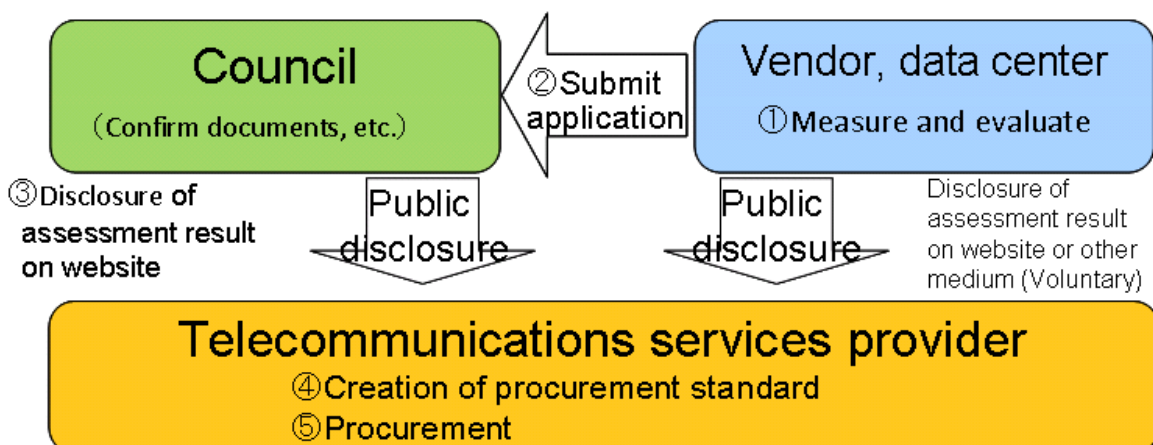 Council
（Confirm documents, etc.）
②Submit
application
Vendor, data center
①Measure and evaluate
③Disclosure of
assessment result
on website
Public
disclosure
Public
disclosure
Disclosure of
assessment result
on website or other
medium (Voluntary)
Telecommunications services provider
④Creation of procurement standard
⑤Procurement